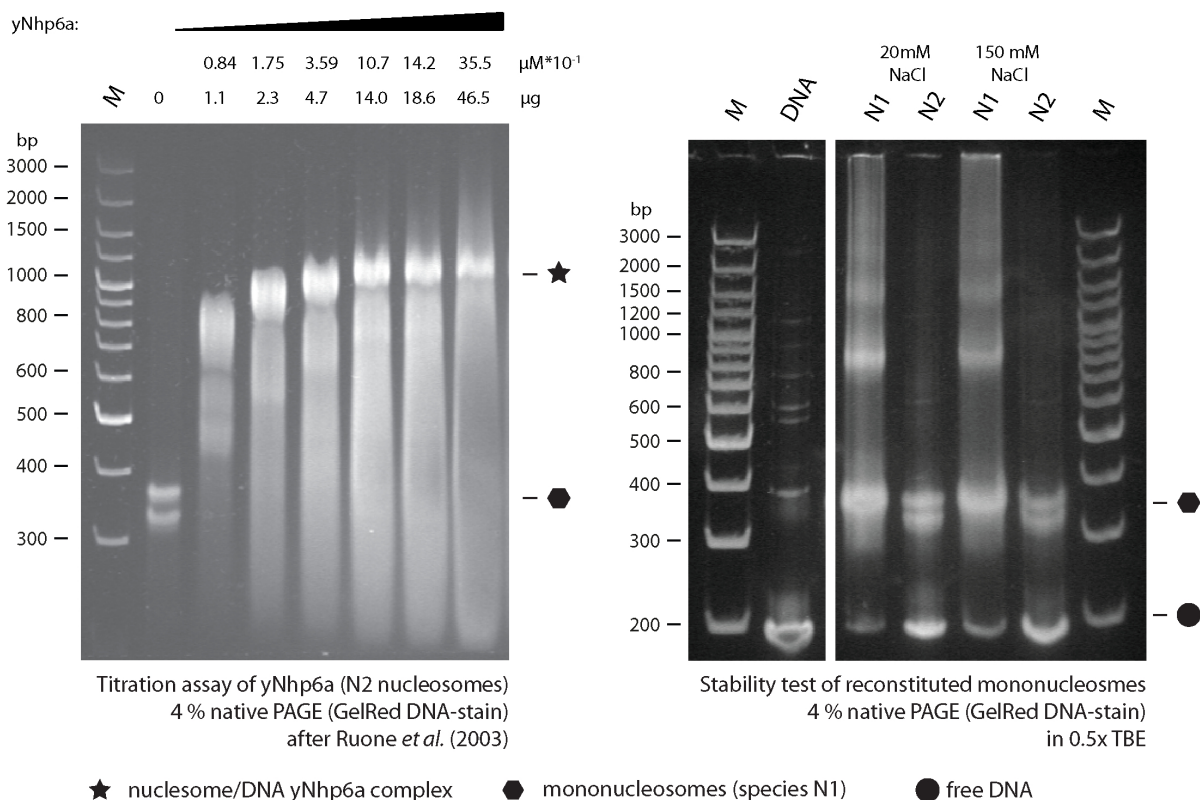 yNhp6a:
0.84 1.75 3.59 10.7 14.2 35.5 µM*10-1
M 0 1.1 2.3 4.7 14.0 18.6 46.5 µg
bp
3000
2000
1500
1000
800
600
500
400
300
Titration assay of yNhp6a (N2 nucleosomes)
4 % native PAGE (GelRed DNA-stain)
after Ruone et al. (2003)
20mM NaCl
150 mM NaCl
M DNA N1 N2 N1 N2 M
bp
3000
2000
1500
1200
1000
800
600
500
400
300
200
Stability test of reconstituted mononucleosmes
4 % native PAGE (GelRed DNA-stain)
in 0.5x TBE
nuclesome/DNA yNhp6a complex
mononucleosomes (species N1)
free DNA